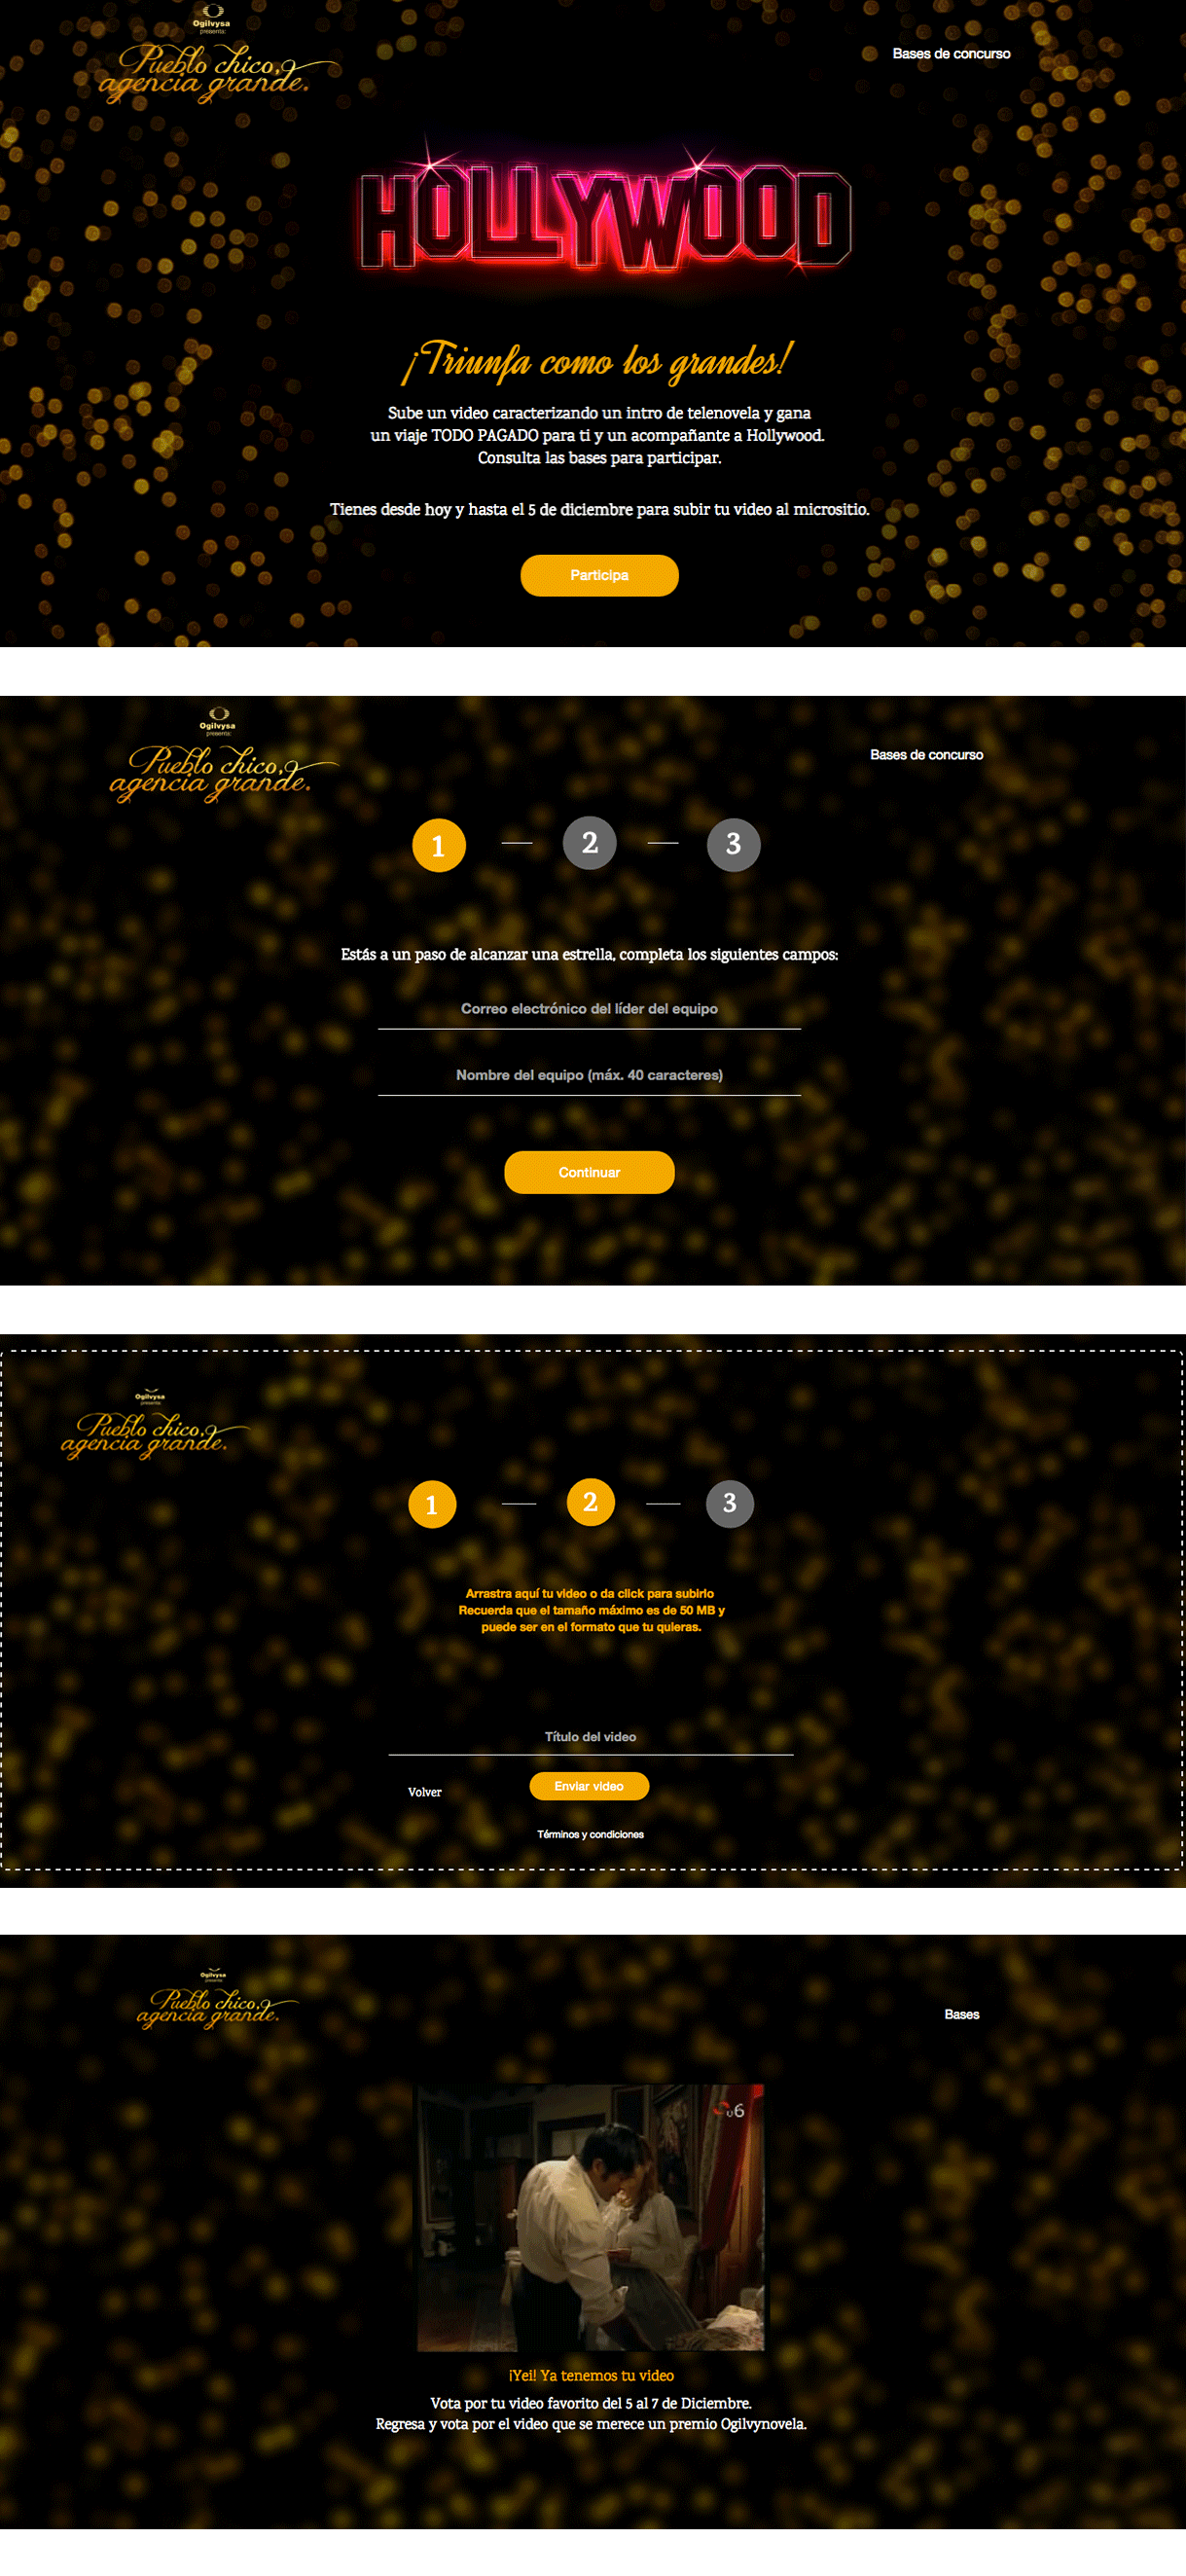 Ogilvysa
presenta:
Pueblo chico,
agencia grande.
Bases de concurso
HOLLYWOOD
¡Triunfa como los grandes!
Sube un video caracterizando un intro de telenovela y gana
un viaje TODO PAGADO para ti y un acompañante a Hollywood.
Consulta las bases para participar.
Tienes desde hoy y hasta el 5 de diciembre para subir tu video al micrositio.
Participa
Ogilvysa
presenta:
Pueblo chico,
agencia grande.
Bases de concurso
1
2
3
Estás a un paso de alcanzar una estrella, completa los siguientes campos:
Correo electrónico del líder del equipo
Nombre del equipo (máx. 40 caracteres)
Continuar
Ogilvysa
presenta:
Pueblo chico,
agencia grande.
1
2
3
Arrastra aquí tu video o da click para subirlo
Recuerda que el tamaño máximo es de 50 MB y
puede ser en el formato que tu quieras.
Título del video
Volver
Enviar video
Términos y condiciones
Ogilvysa
presenta:
Pueblo chico,
agencia grande.
Bases
6
¡Yei! Ya tenemos tu video
Vota por tu video favorito del 5 al 7 de Diciembre.
Regresa y vota por el video que se merece un premio Ogilvynovela.